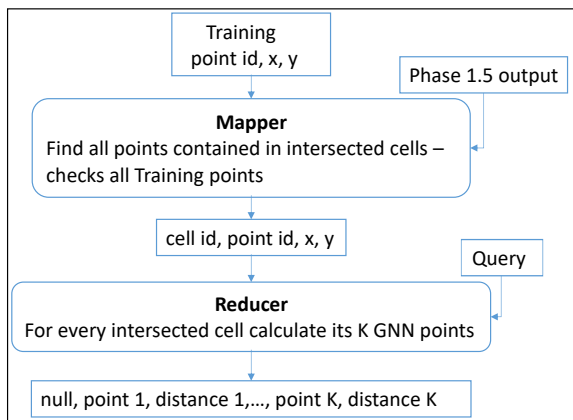 Training
point id, x, y
Phase 1.5 output
Mapper
Find all points contained in intersected cells –
checks all Training points
cell id, point id, x, y
Query
Reducer
For every intersected cell calculate its K GNN points
null, point 1, distance 1,…, point K, distance K